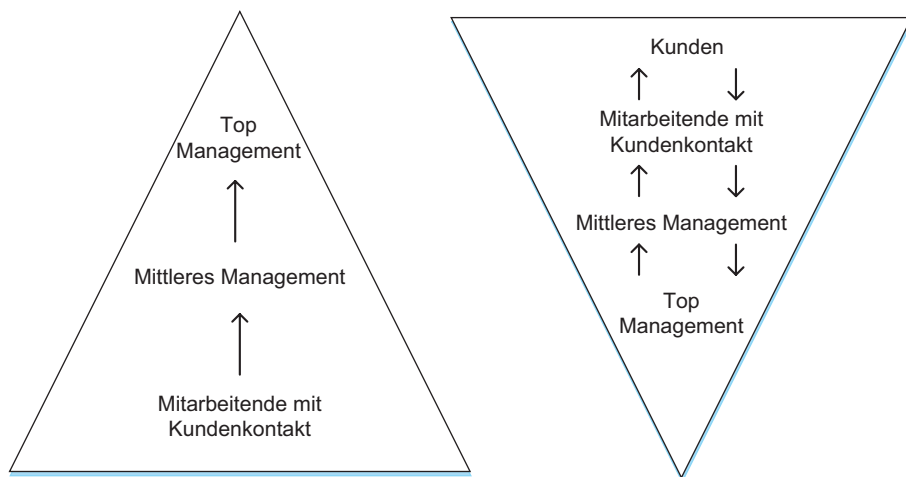 Top
Management
Mittleres Management
Mitarbeitende mit
Kundenkontakt
Kunden
Mitarbeitende mit
Kundenkontakt
Mittleres Management
Top
Management